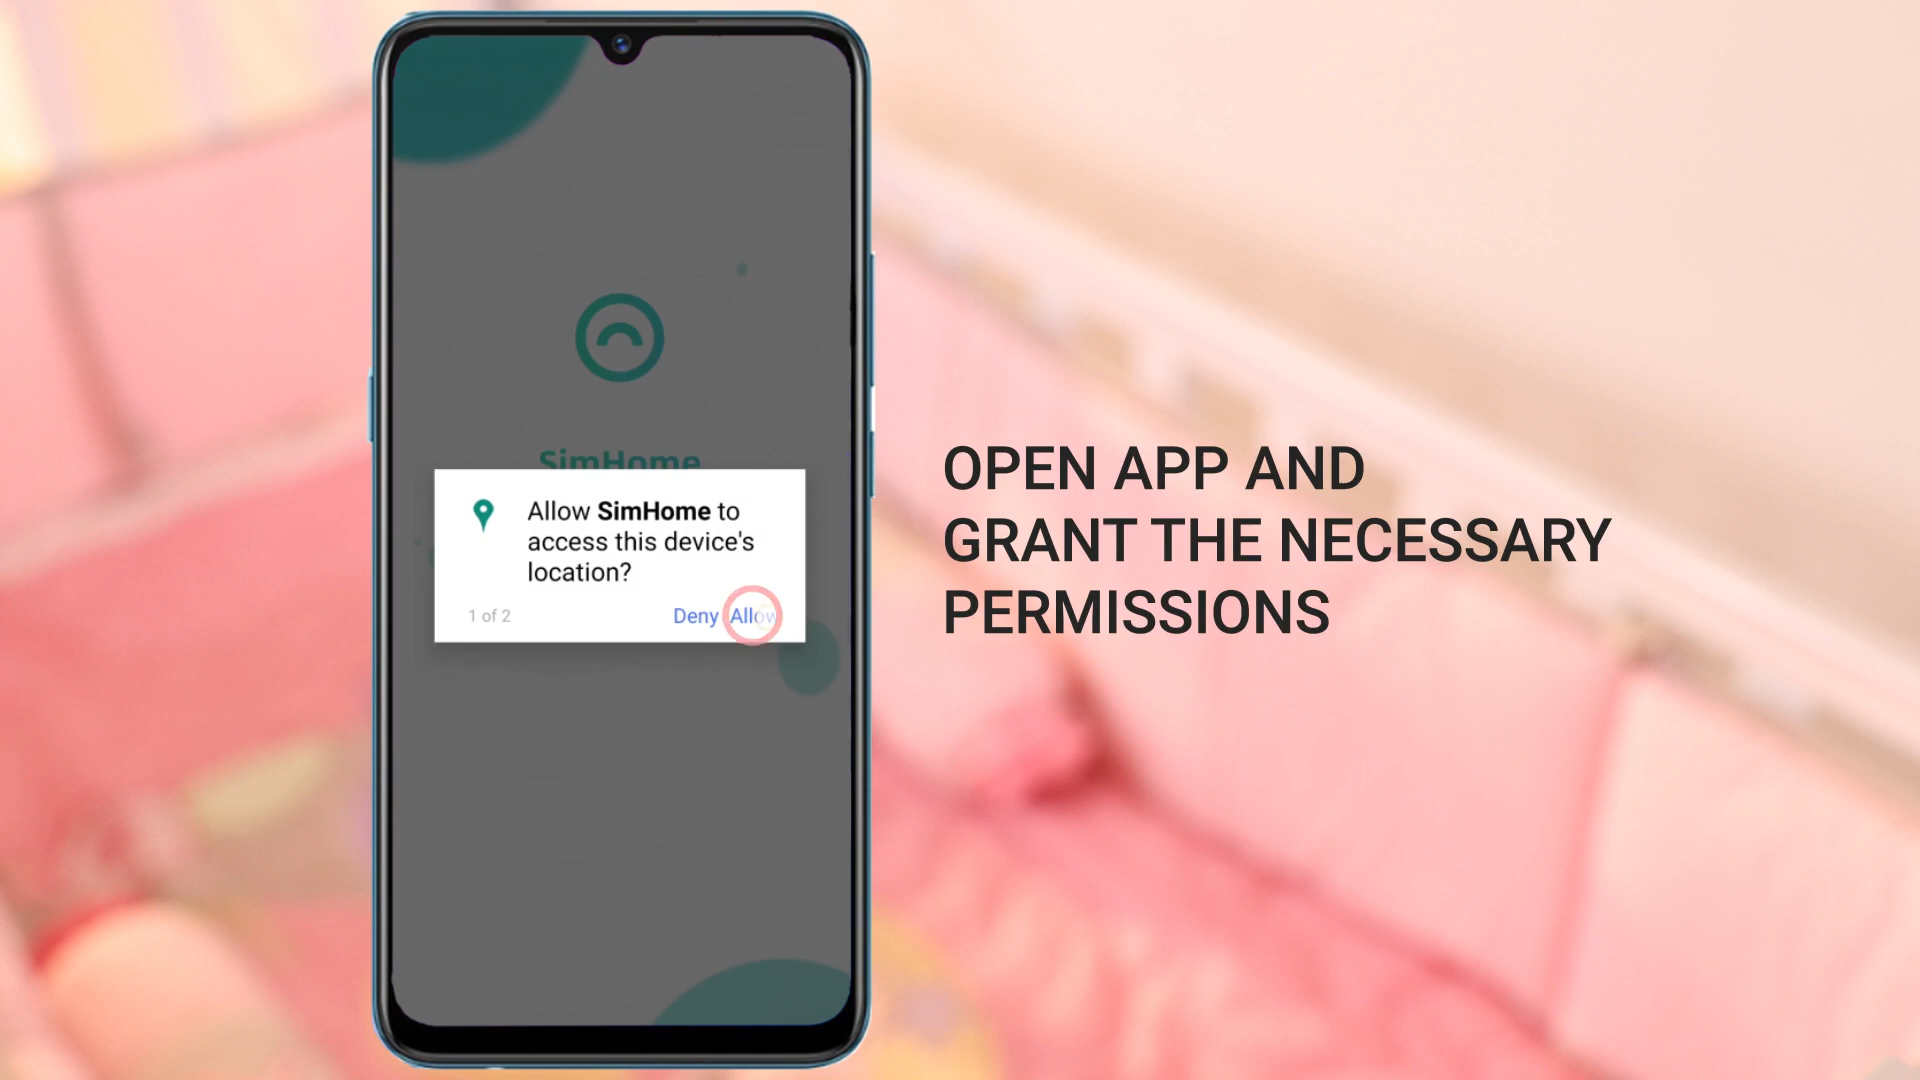 SimHome
Allow SimHome to
access this device's
location?
1 of 2
Deny Allow
OPEN APP AND
GRANT THE NECESSARY
PERMISSIONS